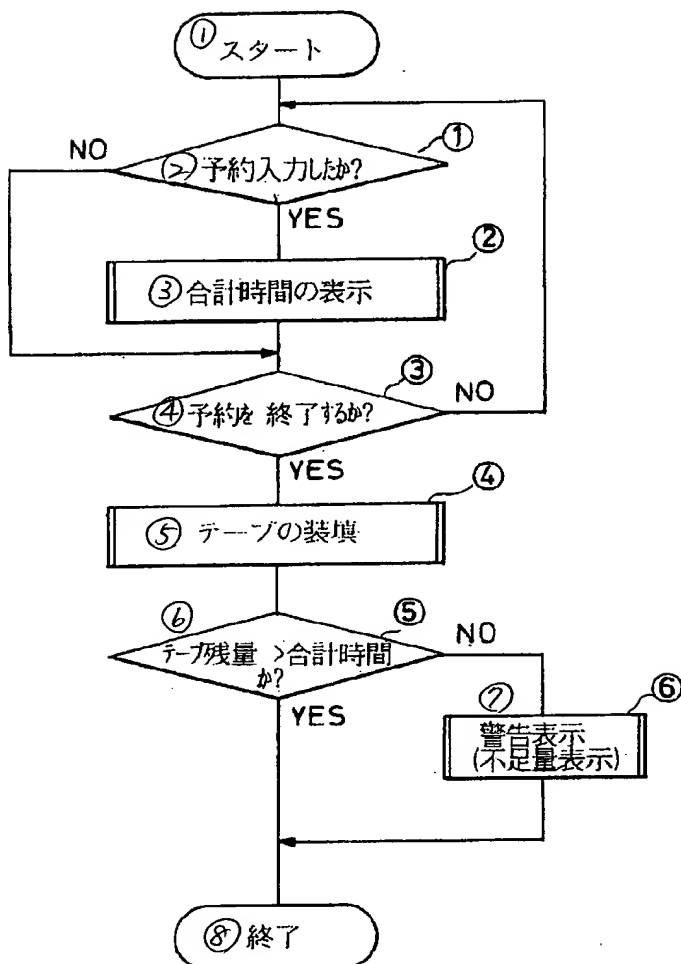 ①スタート
①
NO
②予約入力したか?
YES
②
③合計時間の表示
③
NO
④予約を終了するか?
YES
④
⑤テープの装填
⑥
⑤
NO
テープ残量>合計時間
か?
YES
⑥
⑦
警告表示
(不足量表示)
⑧終了